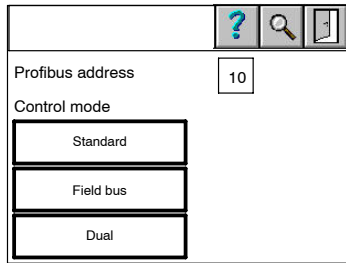 Profibus address
10
Control mode
Standard
Field bus
Dual